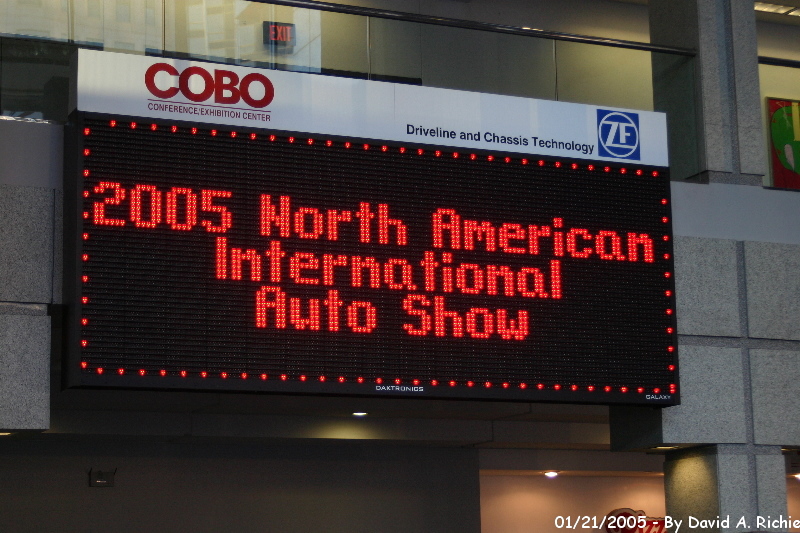 EXIT
COBO
CONFERENCE/EXHIBITION CENTER
Driveline and Chassis Technology
ZF
2005 North American
International
Auto Show
DAKTRONICS
GALAXY
01/21/2005 - By David A. Richie